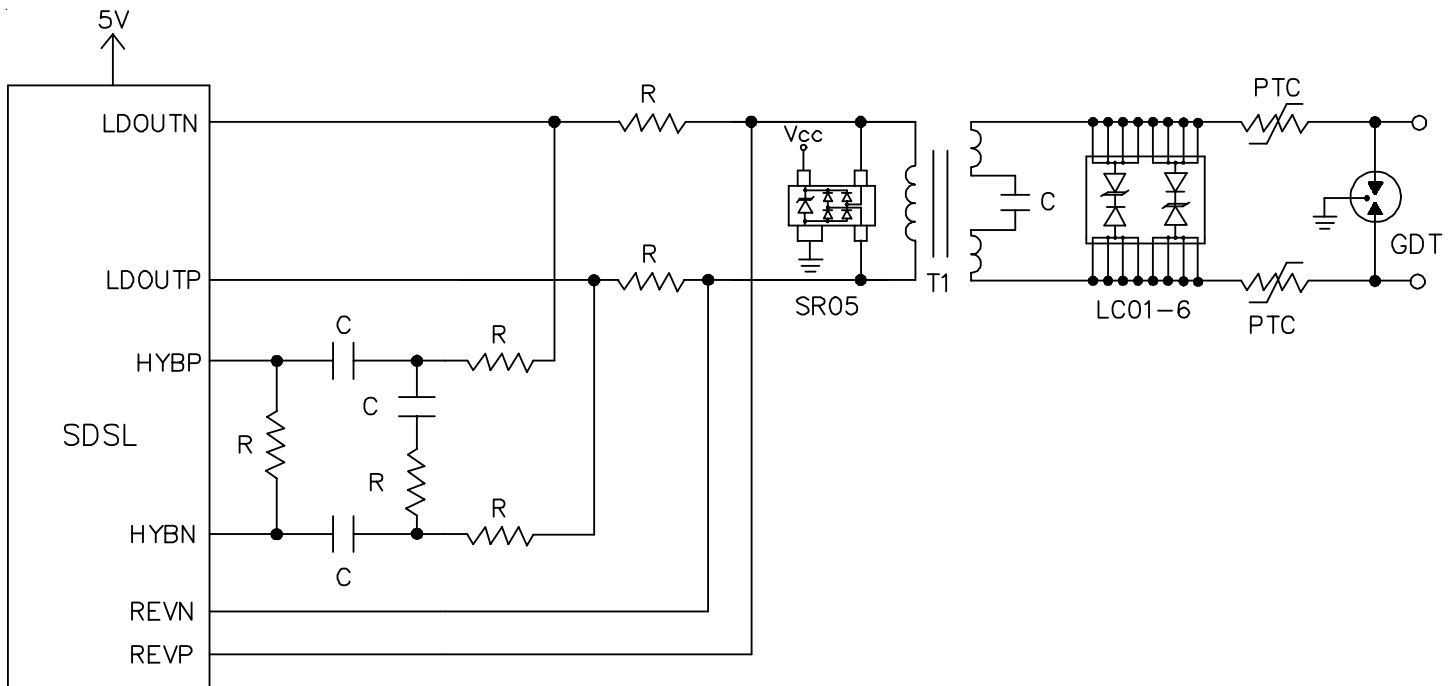 5V
LDOUTN
R
PTC
Vcc
C
GDT
LDOUTP
R
T1
SR05
LC01-6
PTC
C
R
HYBP
C
SDSL
R
R
R
HYBN
C
REVN
REVP